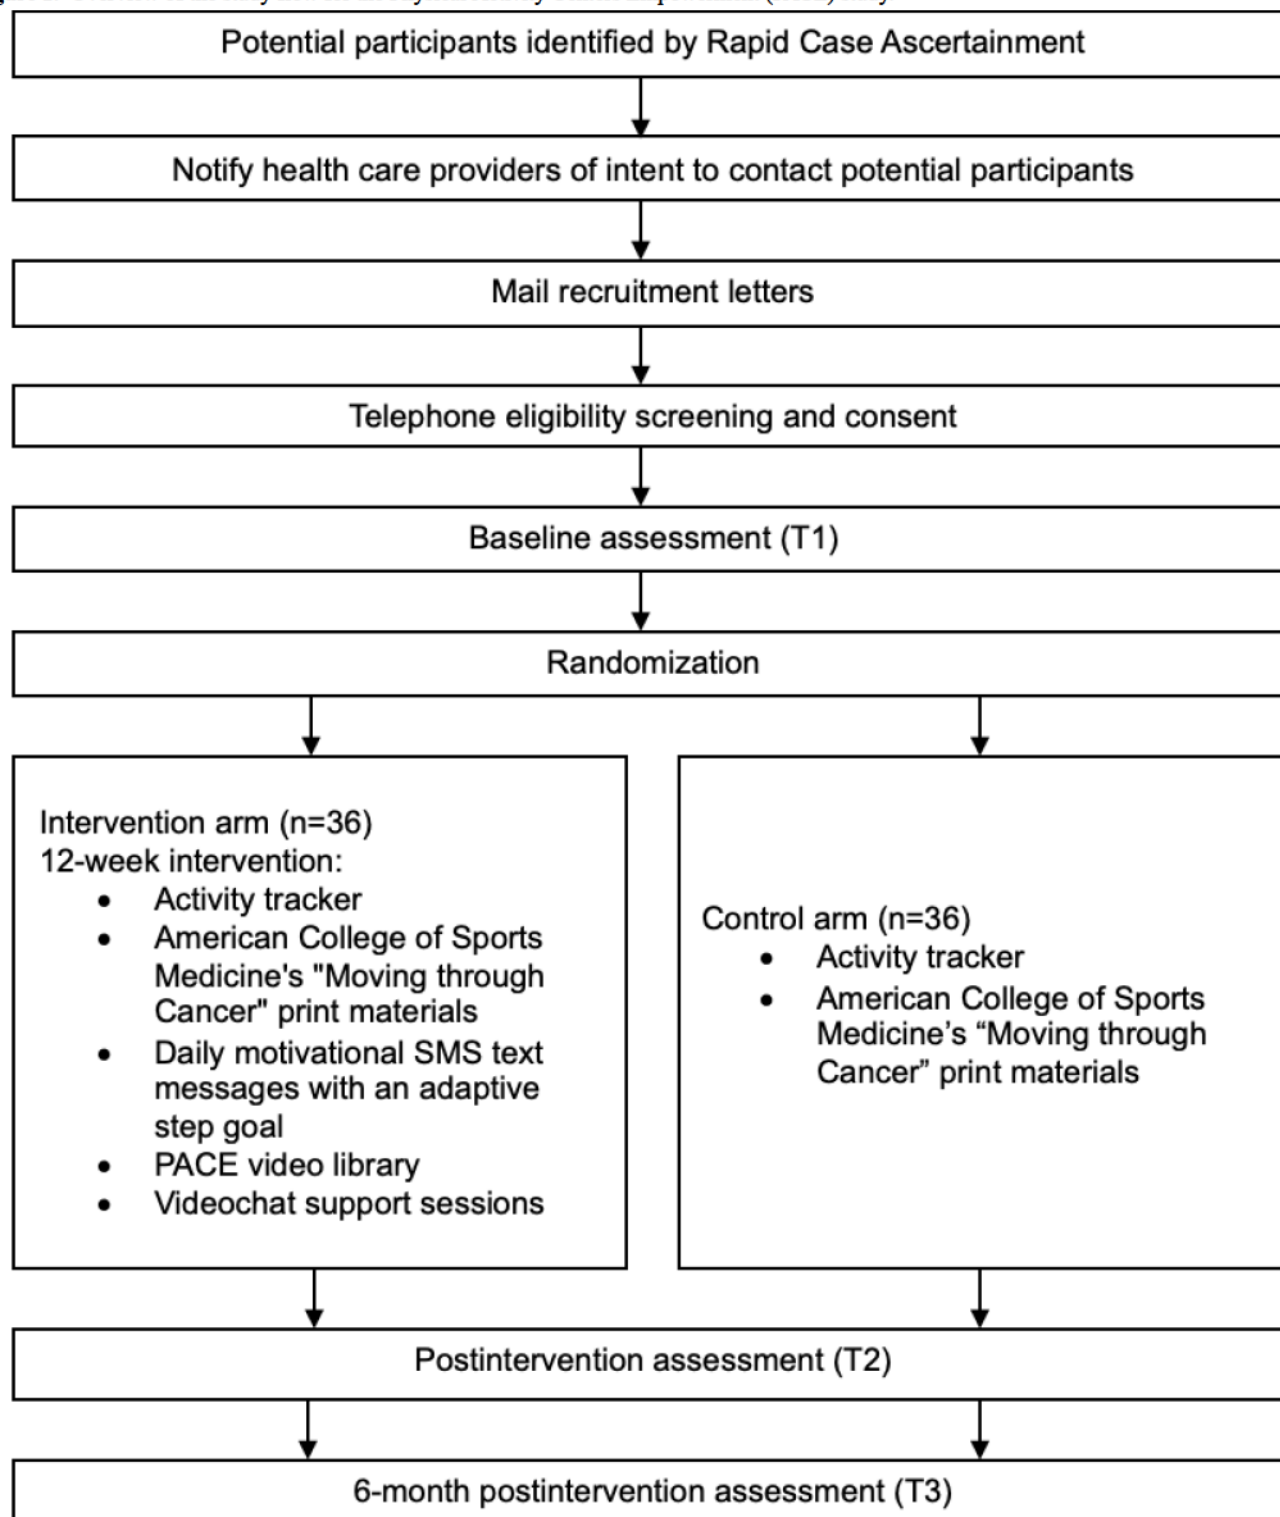 Potential participants identified by Rapid Case Ascertainment
Notify health care providers of intent to contact potential participants
Mail recruitment letters
Telephone eligibility screening and consent
Baseline assessment (T1)
Randomization
Intervention arm (n=36)
12-week intervention:
• Activity tracker
• American College of Sports
Medicine's "Moving through
Cancer" print materials
• Daily motivational SMS text
messages with an adaptive
step goal
• PACE video library
• Videochat support sessions
Control arm (n=36)
• Activity tracker
• American College of Sports
Medicine’s “Moving through
Cancer” print materials
Postintervention assessment (T2)
6-month postintervention assessment (T3)